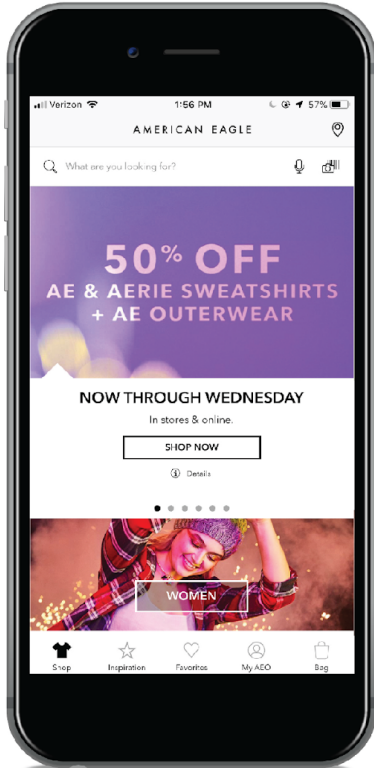 Verizon 1:56 PM 57%
AMERICAN EAGLE
What are you looking for?
50% OFF
AE & AERIE SWEATSHIRTS
+ AE OUTERWEAR
NOW THROUGH WEDNESDAY
In stores & online.
SHOP NOW
Details
WOMEN
Shop Inspiration Favorites My AEO Bag